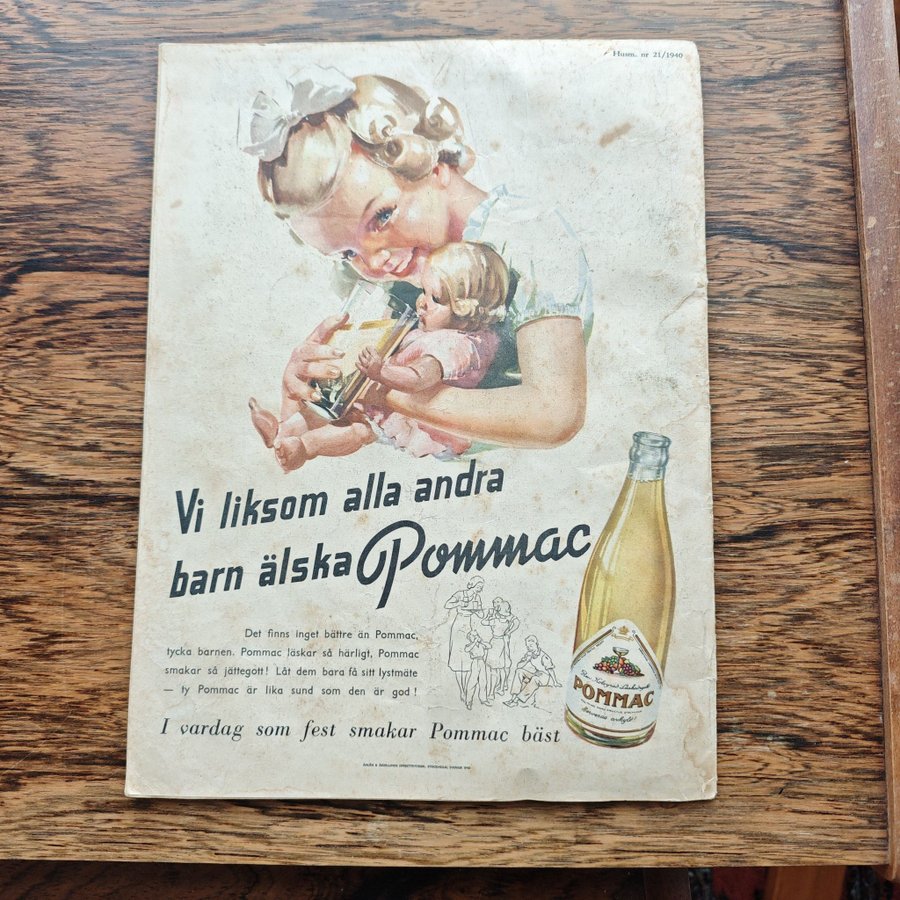 Husm. nr 21/1940
Vi liksom alla andra
barn älska Pommac
Det finns inget bättre än Pommac,
tycka barnen. Pommac läskar så härligt, Pommac
smakar så jättegott! Låt dem bara få sitt lystmäte
— ty Pommac är lika sund som den är god!
I vardag som fest smakar Pommac bäst
POMMAC
Serveras avkyld!